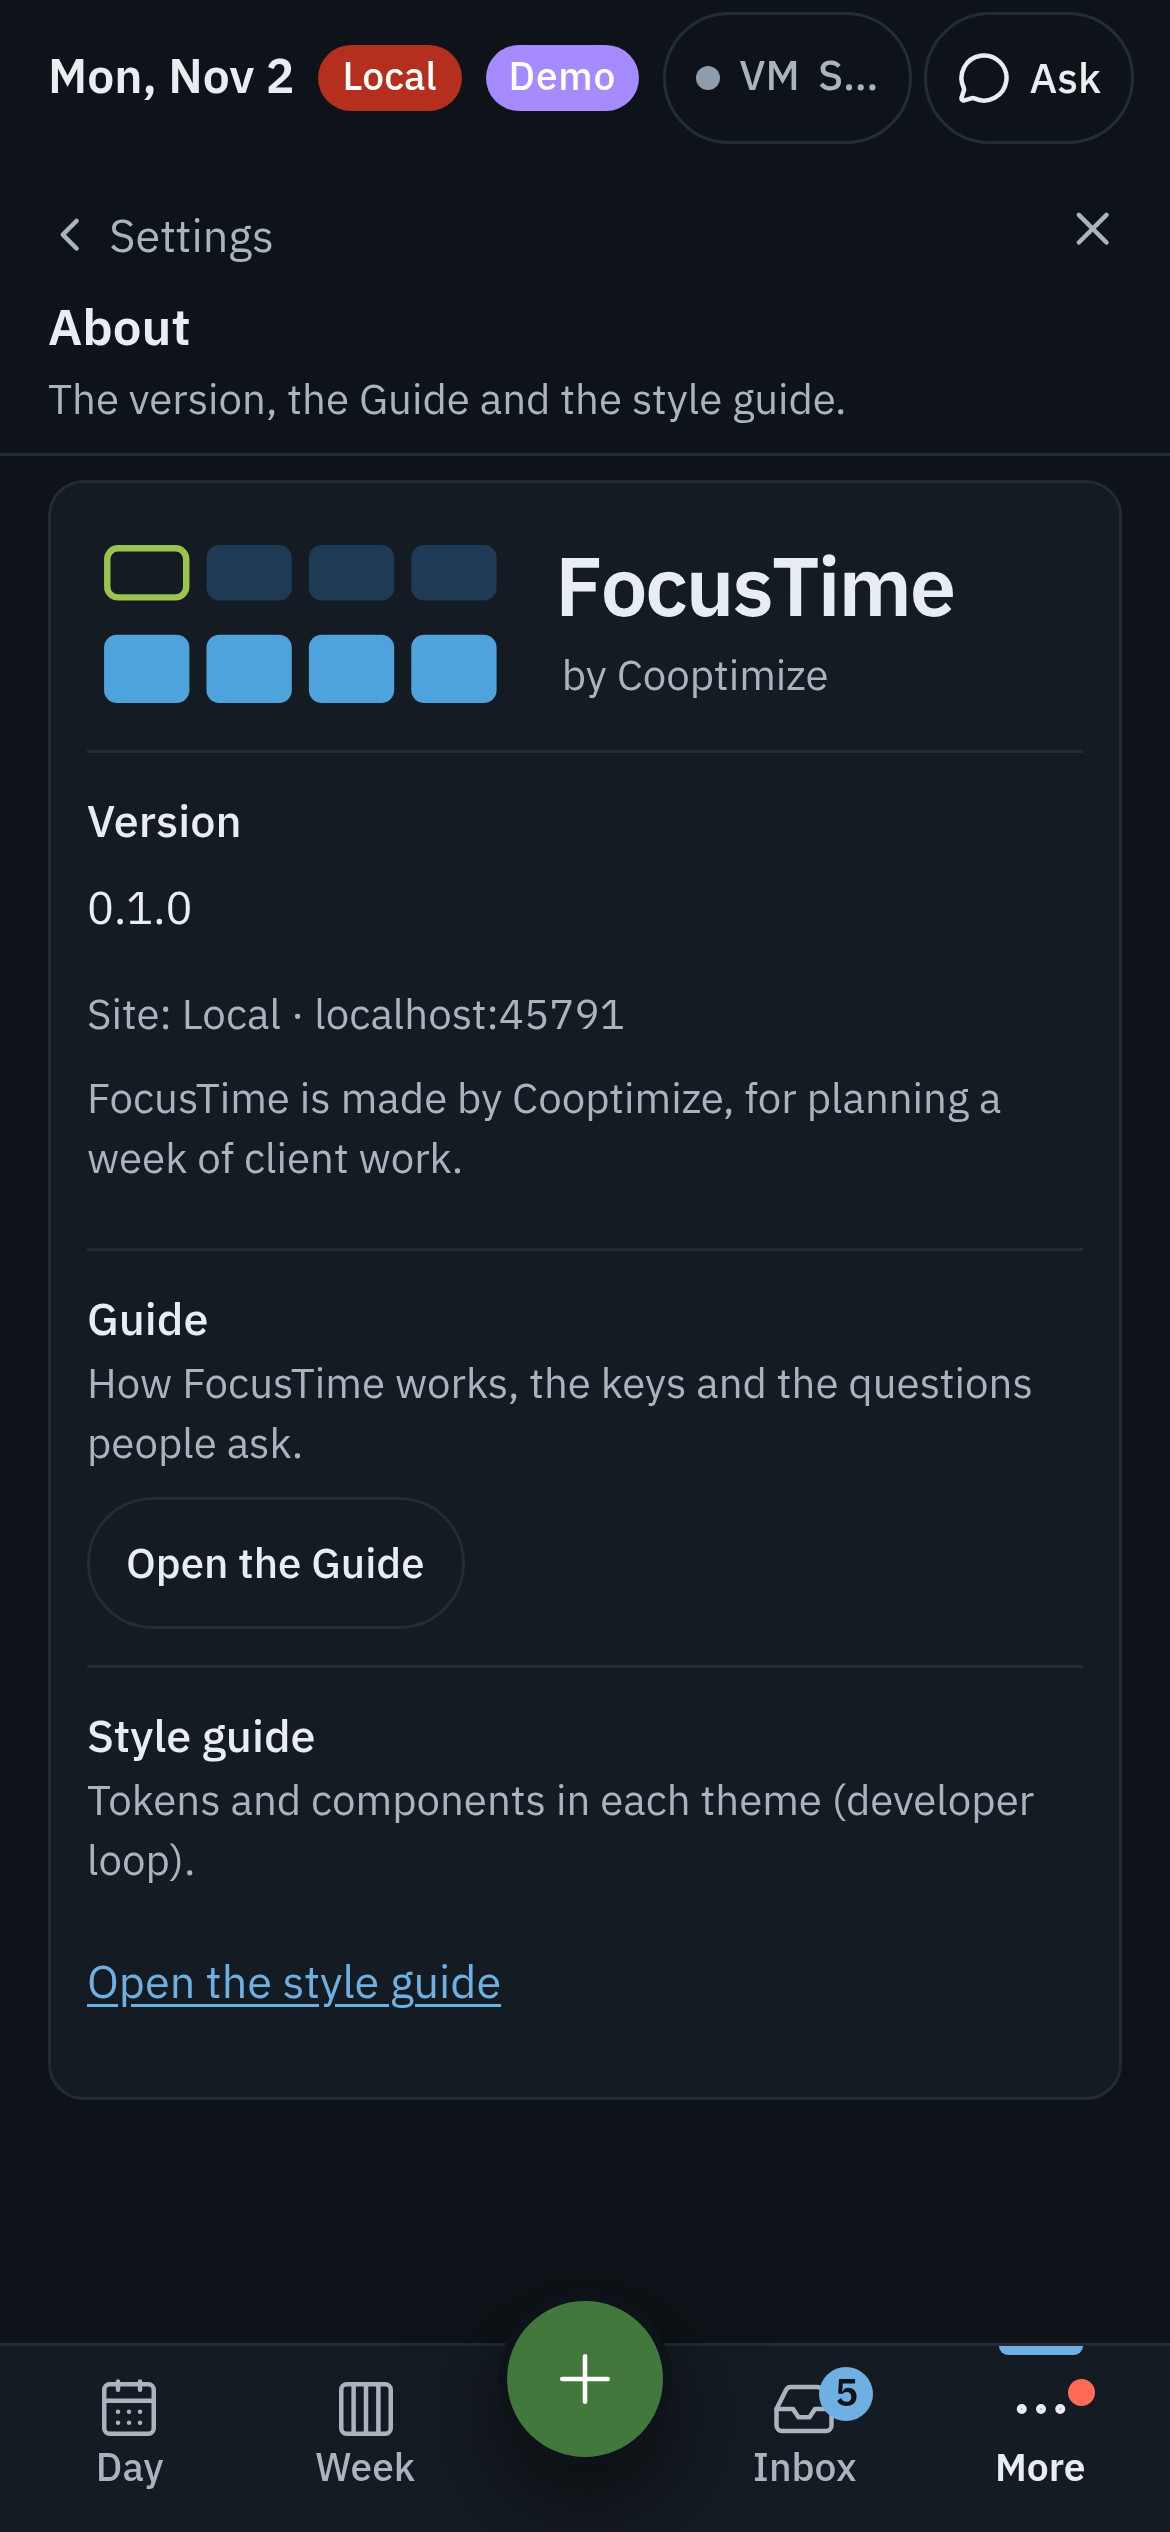 Mon, Nov 2 Local Demo VM S... Ask
Settings
About
The version, the Guide and the style guide.
FocusTime
by Cooptimize
Version
0.1.0
Site: Local · localhost:45791
FocusTime is made by Cooptimize, for planning a
week of client work.
Guide
How FocusTime works, the keys and the questions
people ask.
Open the Guide
Style guide
Tokens and components in each theme (developer
loop).
Open the style guide
5
Day Week Inbox More